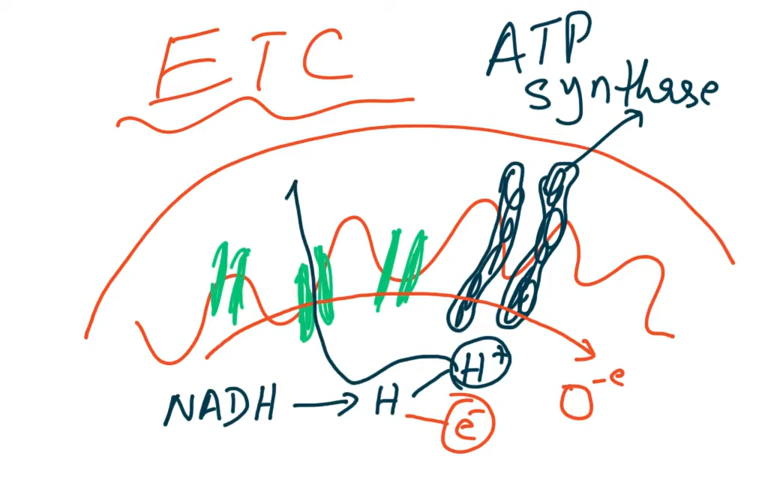 ETC
ATP
synthase
H⁺
NADH → H
e⁻
O⁻ᵉ